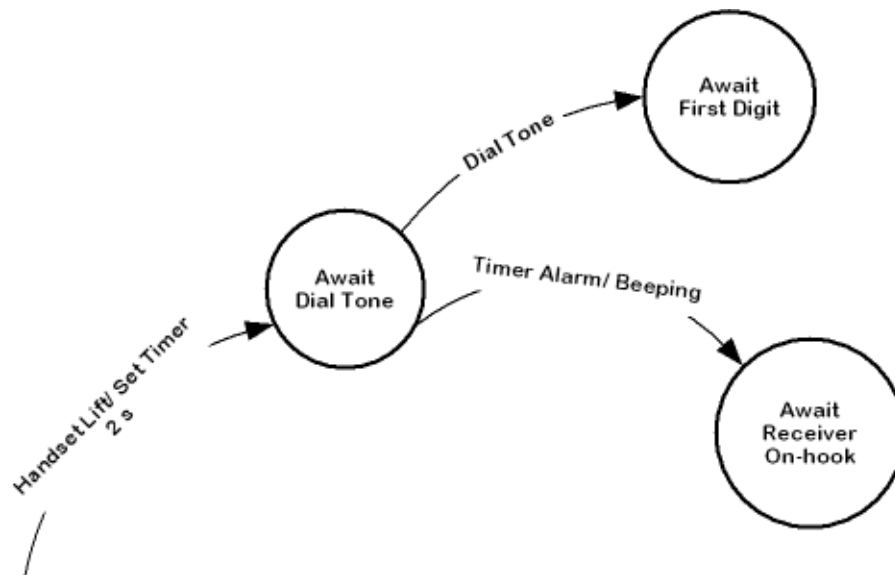 Await
First Digit
Dial Tone
Await
Dial Tone
Timer Alarm/ Beeping
Handset Lift/ Set Timer
2 s
Await
Receiver
On-hook